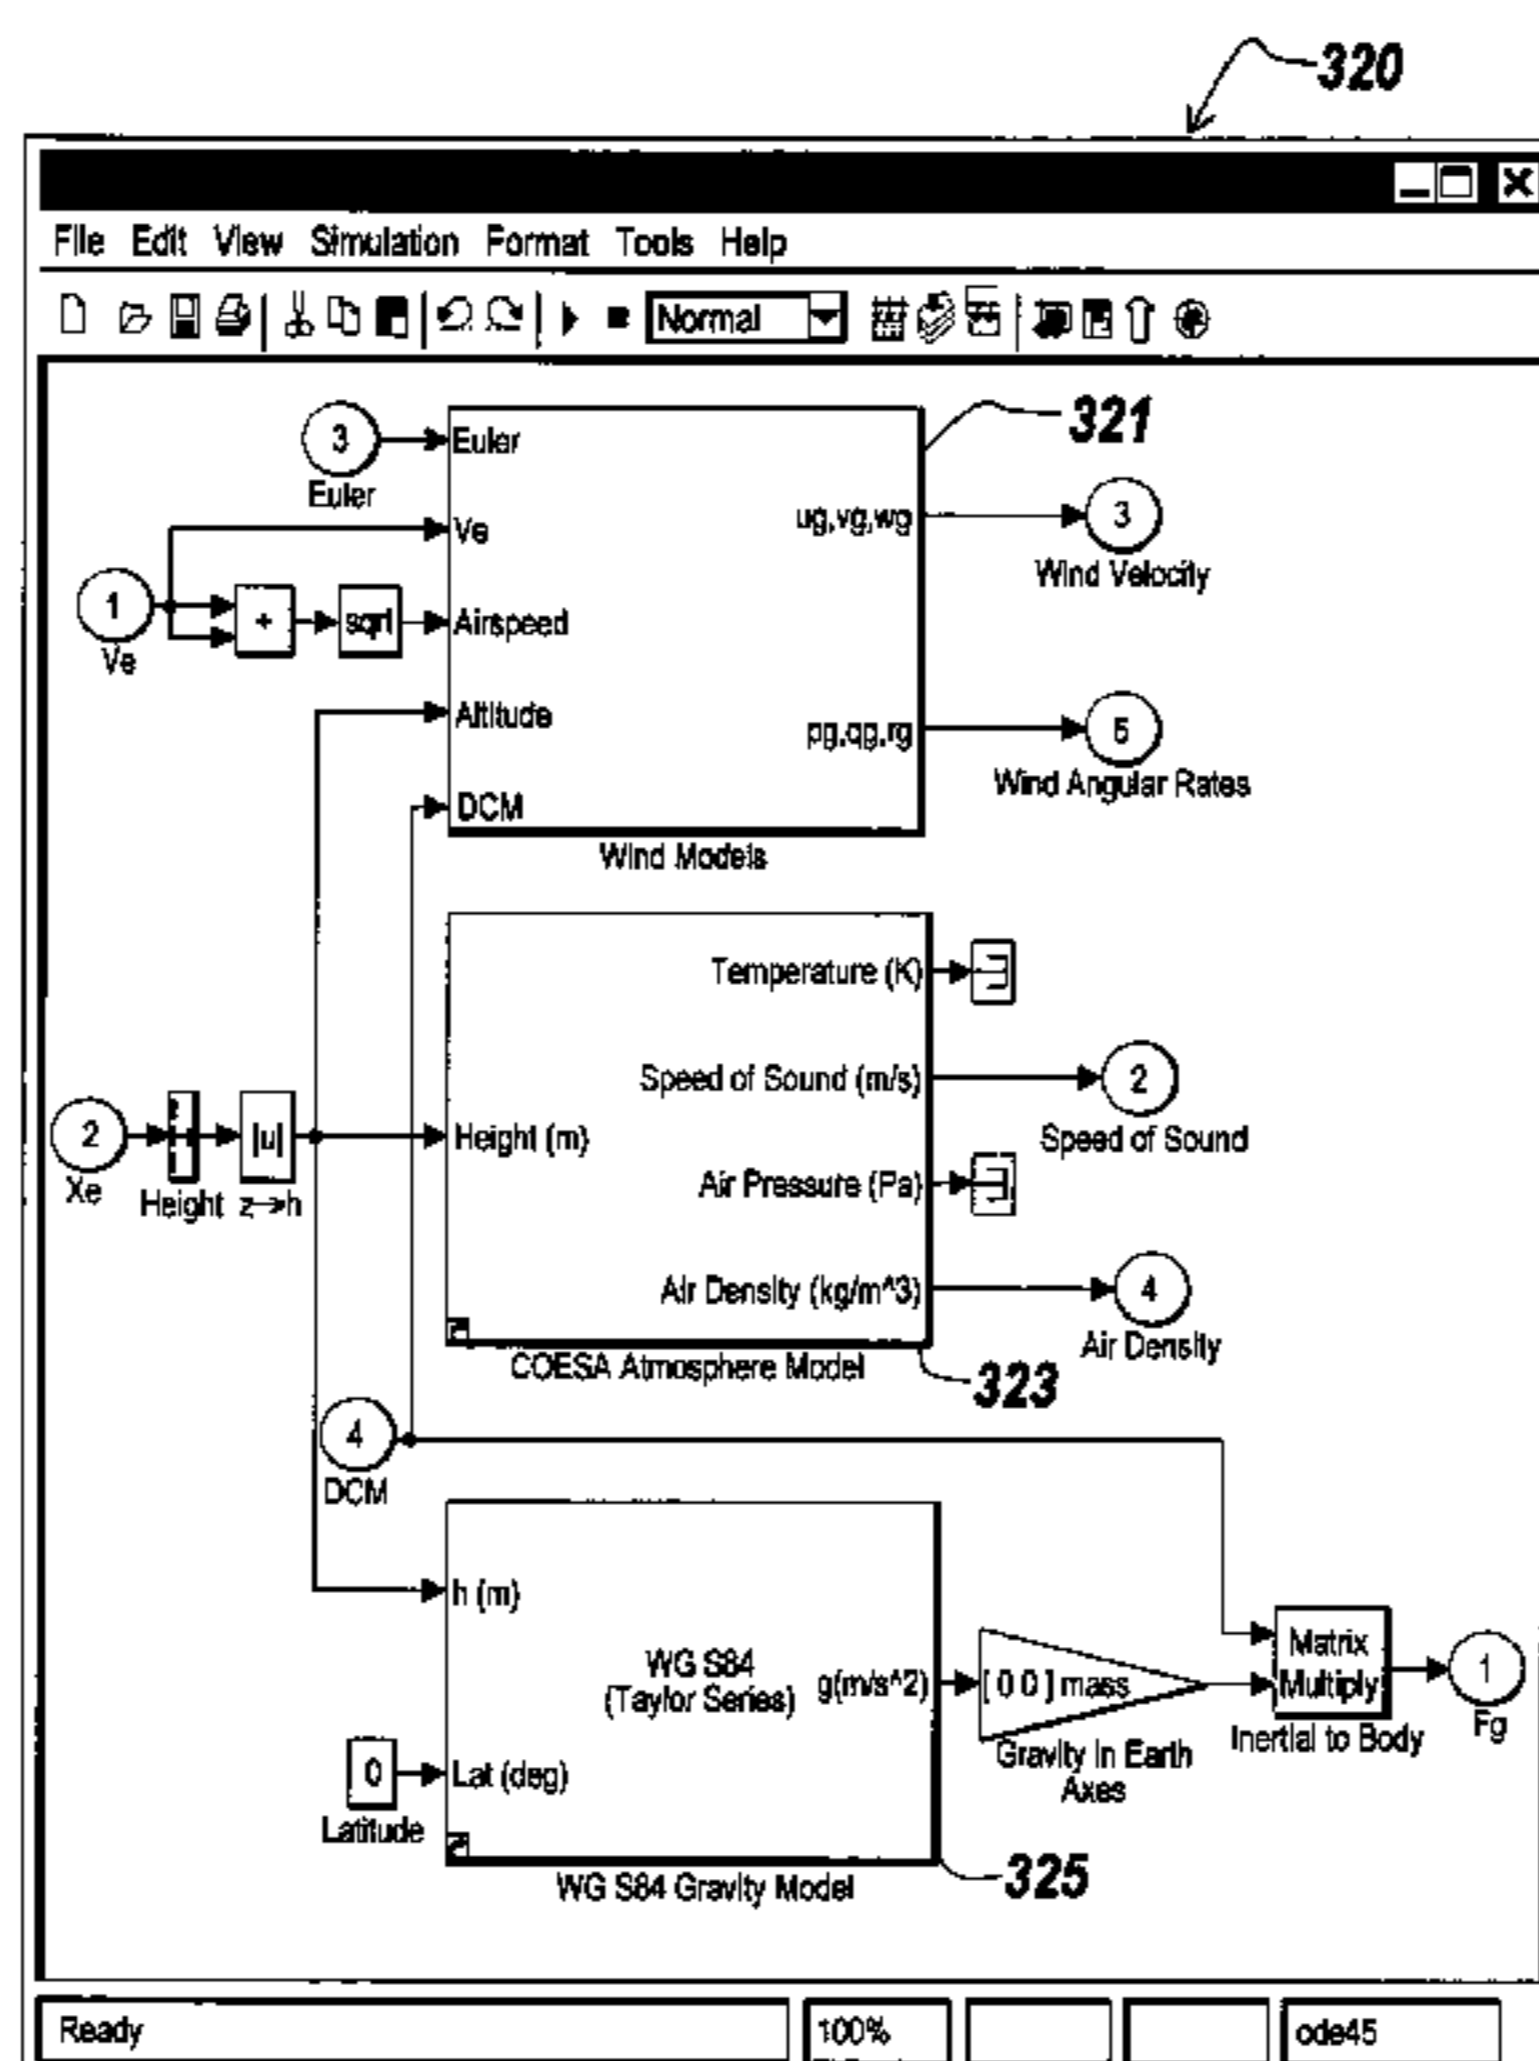 320
File Edit View Simulation Format Tools Help
Normal
3
Euler
Euler
321
Ve
ug,vg,wg
3
Wind Velocity
1
Ve
+
sqrt
Airspeed
Altitude
pg,qg,rg
5
Wind Angular Rates
DCM
Wind Models
Temperature (K)
Speed of Sound (m/s)
2
Speed of Sound
2
Xe
Height
|u|
z→h
Height (m)
Air Pressure (Pa)
Air Density (kg/m^3)
4
Air Density
COESA Atmosphere Model
323
4
DCM
h (m)
WG S84
(Taylor Series)
g(m/s^2)
[ 0 0 ] mass
Gravity in Earth
Axes
Matrix
Multiply
Inertial to Body
1
Fg
0
Latitude
Lat (deg)
WG S84 Gravity Model
325
Ready
100%
ode45